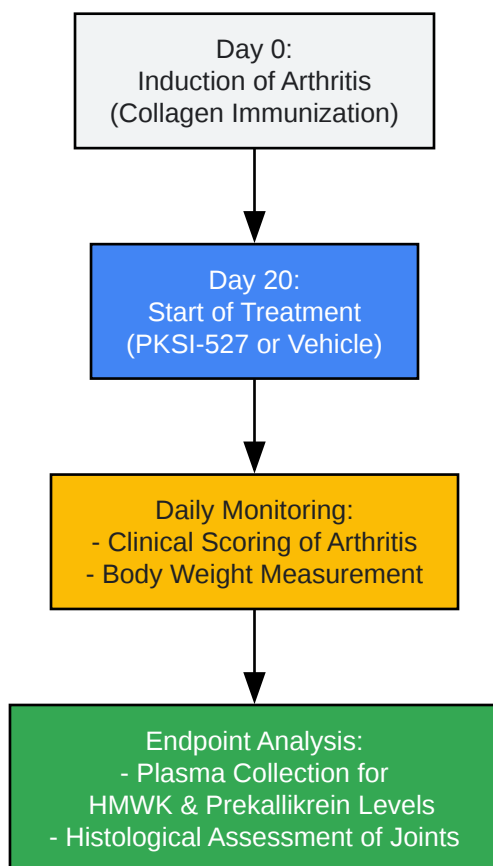 Day 0:
Induction of Arthritis
(Collagen Immunization)
Day 20:
Start of Treatment
(PKSI-527 or Vehicle)
Daily Monitoring:
- Clinical Scoring of Arthritis
- Body Weight Measurement
Endpoint Analysis:
- Plasma Collection for
HMWK & Prekallikrein Levels
- Histological Assessment of Joints